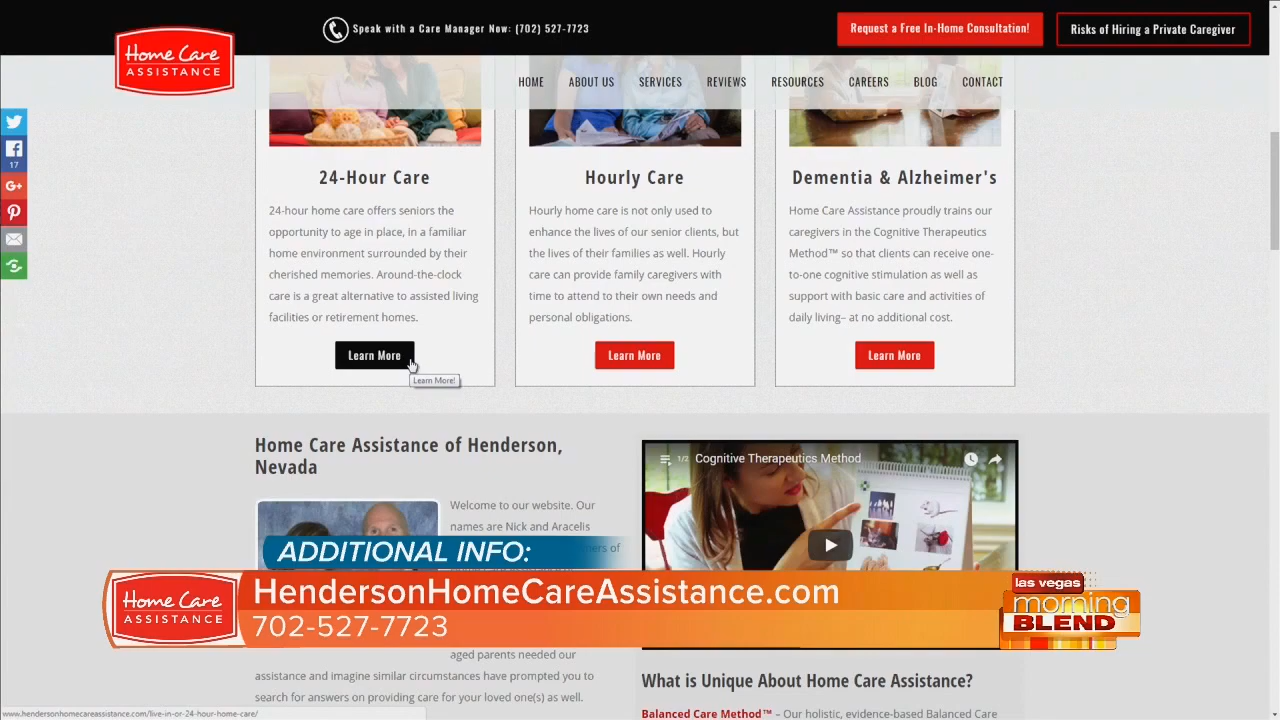 Speak with a Care Manager Now: (702) 527-7723
Request a Free In-Home Consultation!
Risks of Hiring a Private Caregiver
Home Care
ASSISTANCE
HOME
ABOUT US
SERVICES
REVIEWS
RESOURCES
CAREERS
BLOG
CONTACT
17
24-Hour Care
24-hour home care offers seniors the
opportunity to age in place, in a familiar
home environment surrounded by their
cherished memories. Around-the-clock
care is a great alternative to assisted living
facilities or retirement homes.
Learn More
Learn More!
Hourly Care
Hourly home care is not only used to
enhance the lives of our senior clients, but
the lives of their families as well. Hourly
care can provide family caregivers with
time to attend to their own needs and
personal obligations.
Learn More
Dementia & Alzheimer's
Home Care Assistance proudly trains our
caregivers in the Cognitive Therapeutics
Method™ so that clients can receive one-
to-one cognitive stimulation as well as
support with basic care and activities of
daily living– at no additional cost.
Learn More
Home Care Assistance of Henderson,
Nevada
Welcome to our website. Our
names are Nick and Aracelis
of
aged parents needed our
assistance and imagine similar circumstances have prompted you to
search for answers on providing care for your loved one(s) as well.
1/2 Cognitive Therapeutics Method
What is Unique About Home Care Assistance?
Balanced Care Method™ – Our holistic, evidence-based Balanced Care
ADDITIONAL INFO:
Home Care
ASSISTANCE
HendersonHomeCareAssistance.com
702-527-7723
las vegas
morning
BLEND
www.hendersonhomecareassistance.com/live-in-or-24-hour-home-care/